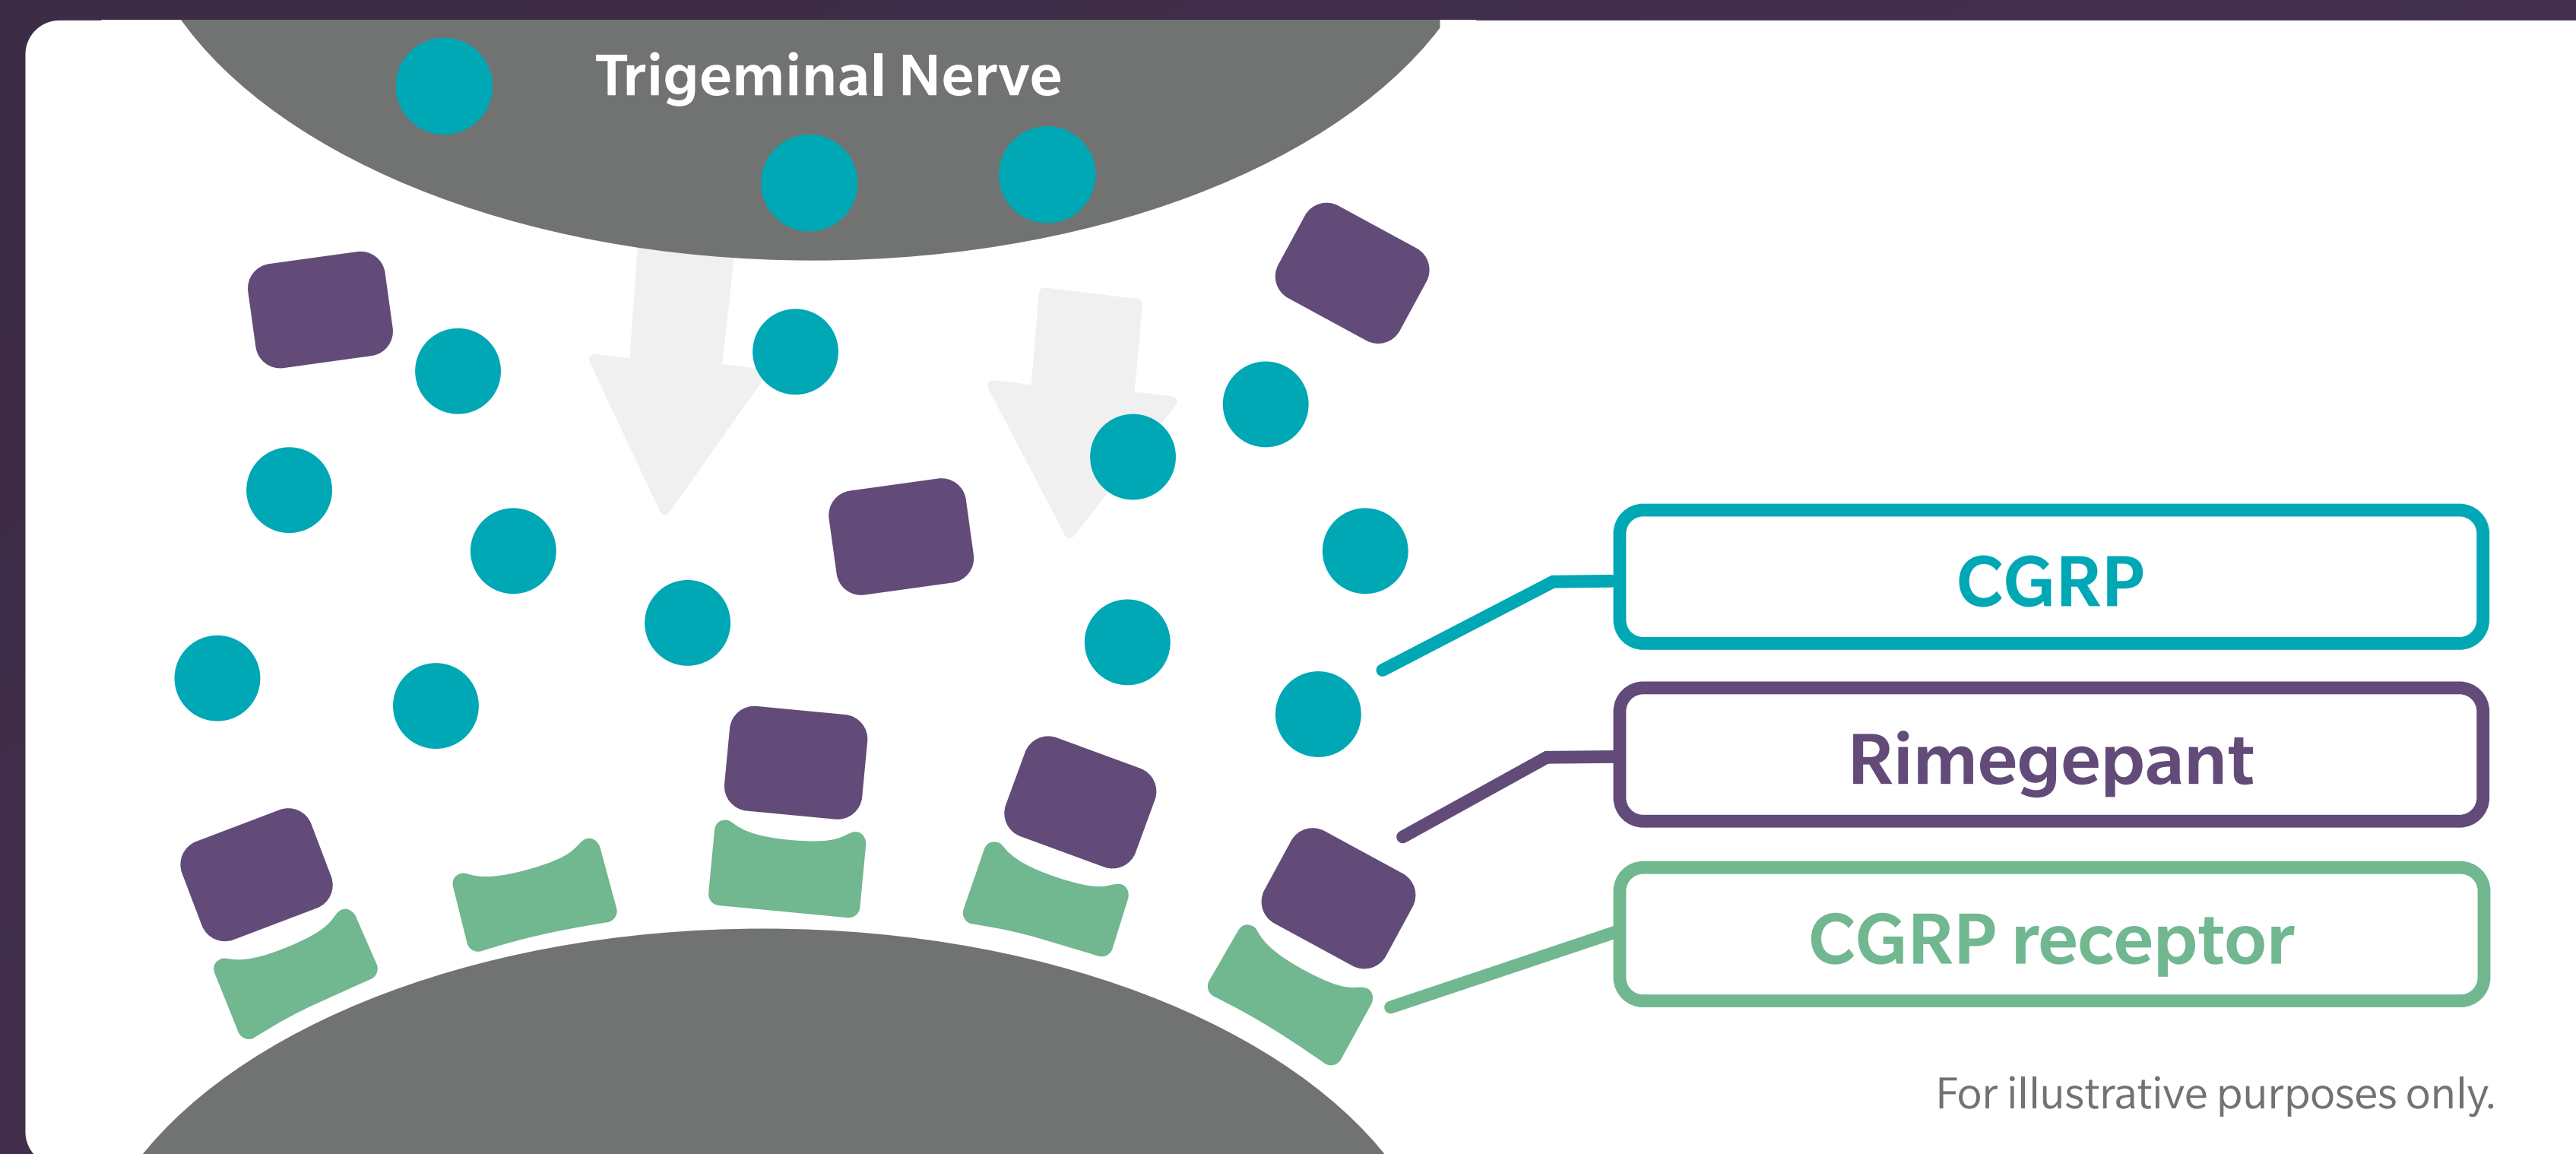 Trigeminal Nerve
CGRP
Rimegepant
CGRP receptor
For illustrative purposes only.